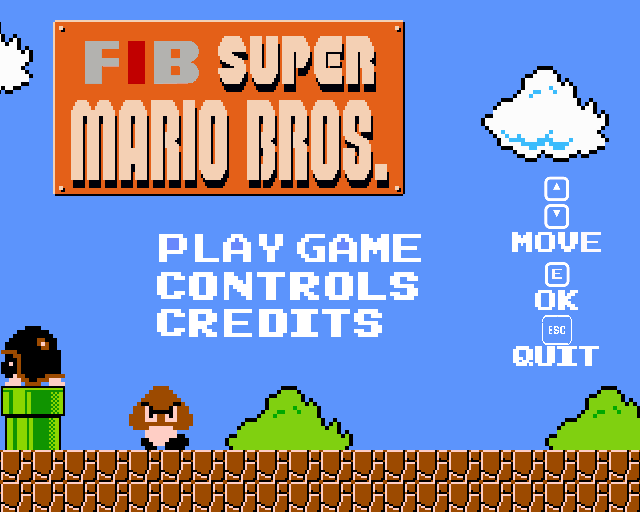 FIB SUPER
MARIO BROS.
PLAY GAME
CONTROLS
CREDITS
MOVE
E
OK
ESC
QUIT